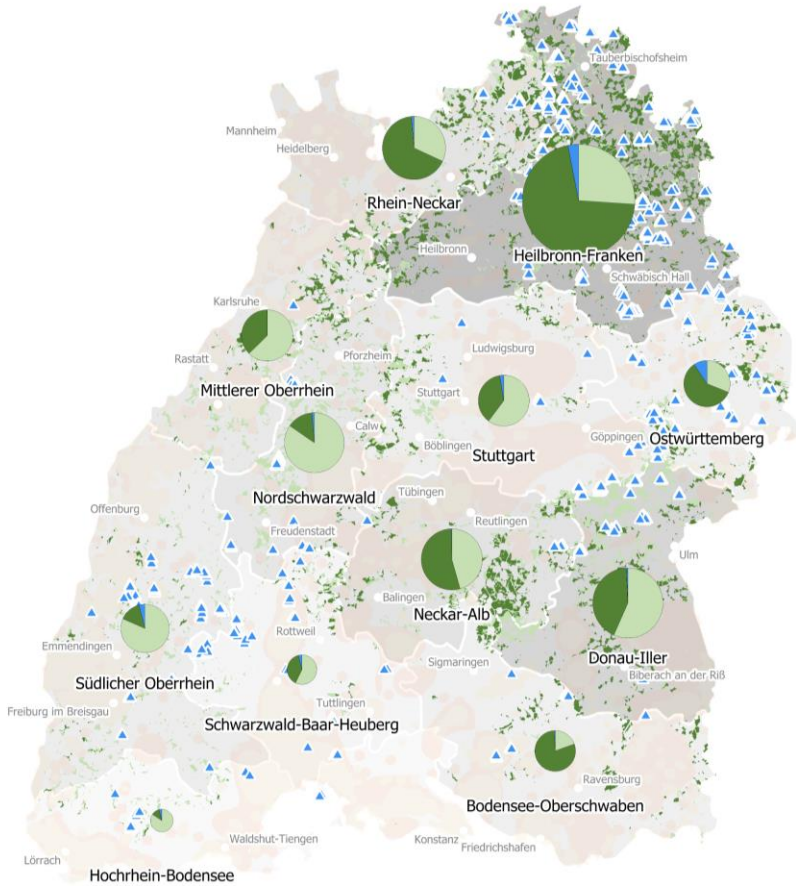 Tauberbischofsheim
Mannheim
Heidelberg
Rhein-Neckar
Heilbronn
Heilbronn-Franken
Schwäbisch Hall
Karlsruhe
Pforzheim
Ludwigsburg
Rastatt
Mittlerer Oberrhein
Stuttgart
Calw
Göppingen
Ostwürttemberg
Böblingen
Stuttgart
Nordschwarzwald
Tübingen
Offenburg
Reutlingen
Freudenstadt
Ulm
Balingen
Neckar-Alb
Rottweil
Emmendingen
Donau-Iller
Sigmaringen
Biberach an der Riß
Südlicher Oberrhein
Tuttlingen
Freiburg im Breisgau
Schwarzwald-Baar-Heuberg
Ravensburg
Bodensee-Oberschwaben
Waldshut-Tiengen
Konstanz
Friedrichshafen
Lörrach
Hochrhein-Bodensee